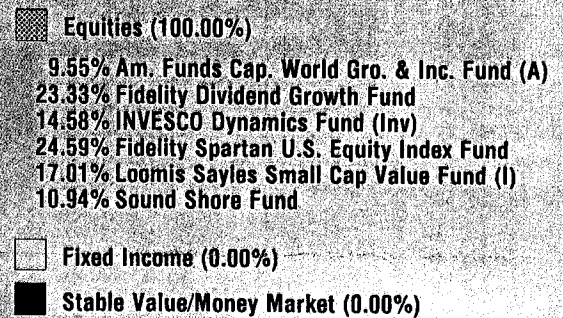 Equities (100.00%)
9.55% Am. Funds Cap. World Gro. & Inc. Fund (A)
23.33% Fidelity Dividend Growth Fund
14.58% INVESCO Dynamics Fund (Inv)
24.59% Fidelity Spartan U.S. Equity Index Fund
17.01% Loomis Sayles Small Cap Value Fund (I)
10.94% Sound Shore Fund
Fixed Income (0.00%)
Stable Value/Money Market (0.00%)